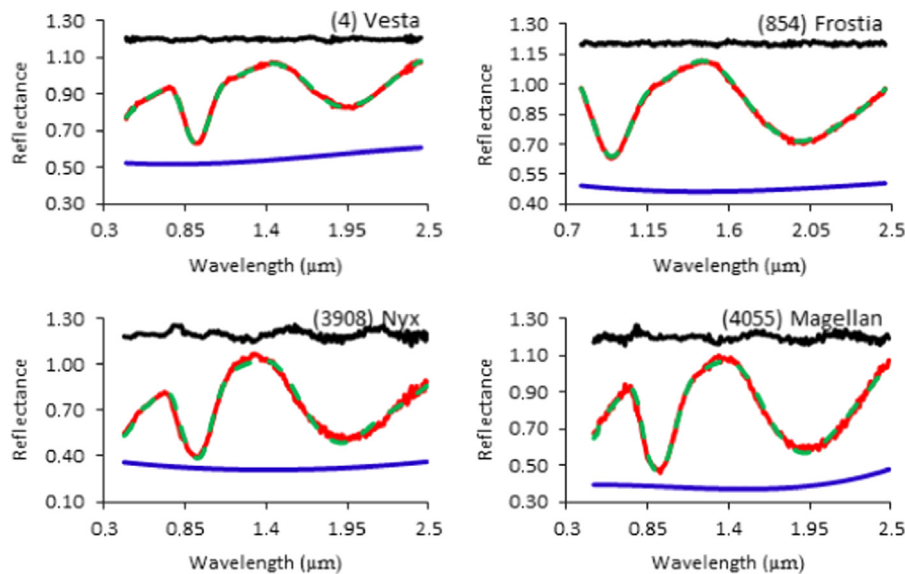 (4) Vesta
1.30
1.10
0.90
0.70
0.50
0.30
Reflectance
0.3 0.85 1.4 1.95 2.5
Wavelength (μm)
(854) Frostia
1.30
1.15
1.00
0.85
0.70
0.55
0.40
Reflectance
0.7 1.15 1.6 2.05 2.5
Wavelength (μm)
(3908) Nyx
1.30
1.00
0.70
0.40
0.10
Reflectance
0.3 0.85 1.4 1.95 2.5
Wavelength (μm)
(4055) Magellan
1.30
1.10
0.90
0.70
0.50
0.30
Reflectance
0.3 0.85 1.4 1.95 2.5
Wavelength (μm)